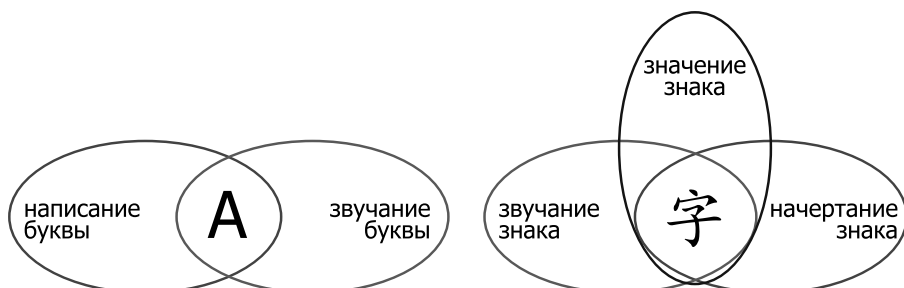 написание
буквы
А
звучание
буквы
значение
знака
звучание
знака
字
начертание
знака